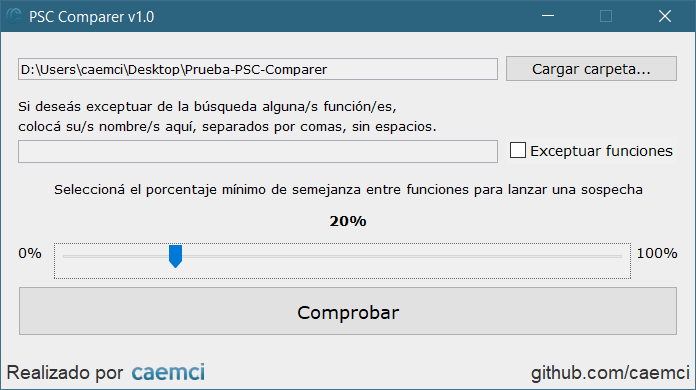 PSC Comparer v1.0
D:\Users\caemci\Desktop\Prueba-PSC-Comparer
Cargar carpeta...
Si deseás exceptuar de la búsqueda alguna/s función/es,
colocá su/s nombre/s aquí, separados por comas, sin espacios.
Exceptuar funciones
Seleccioná el porcentaje mínimo de semejanza entre funciones para lanzar una sospecha
20%
0%
100%
Comprobar
Realizado por caemci
github.com/caemci